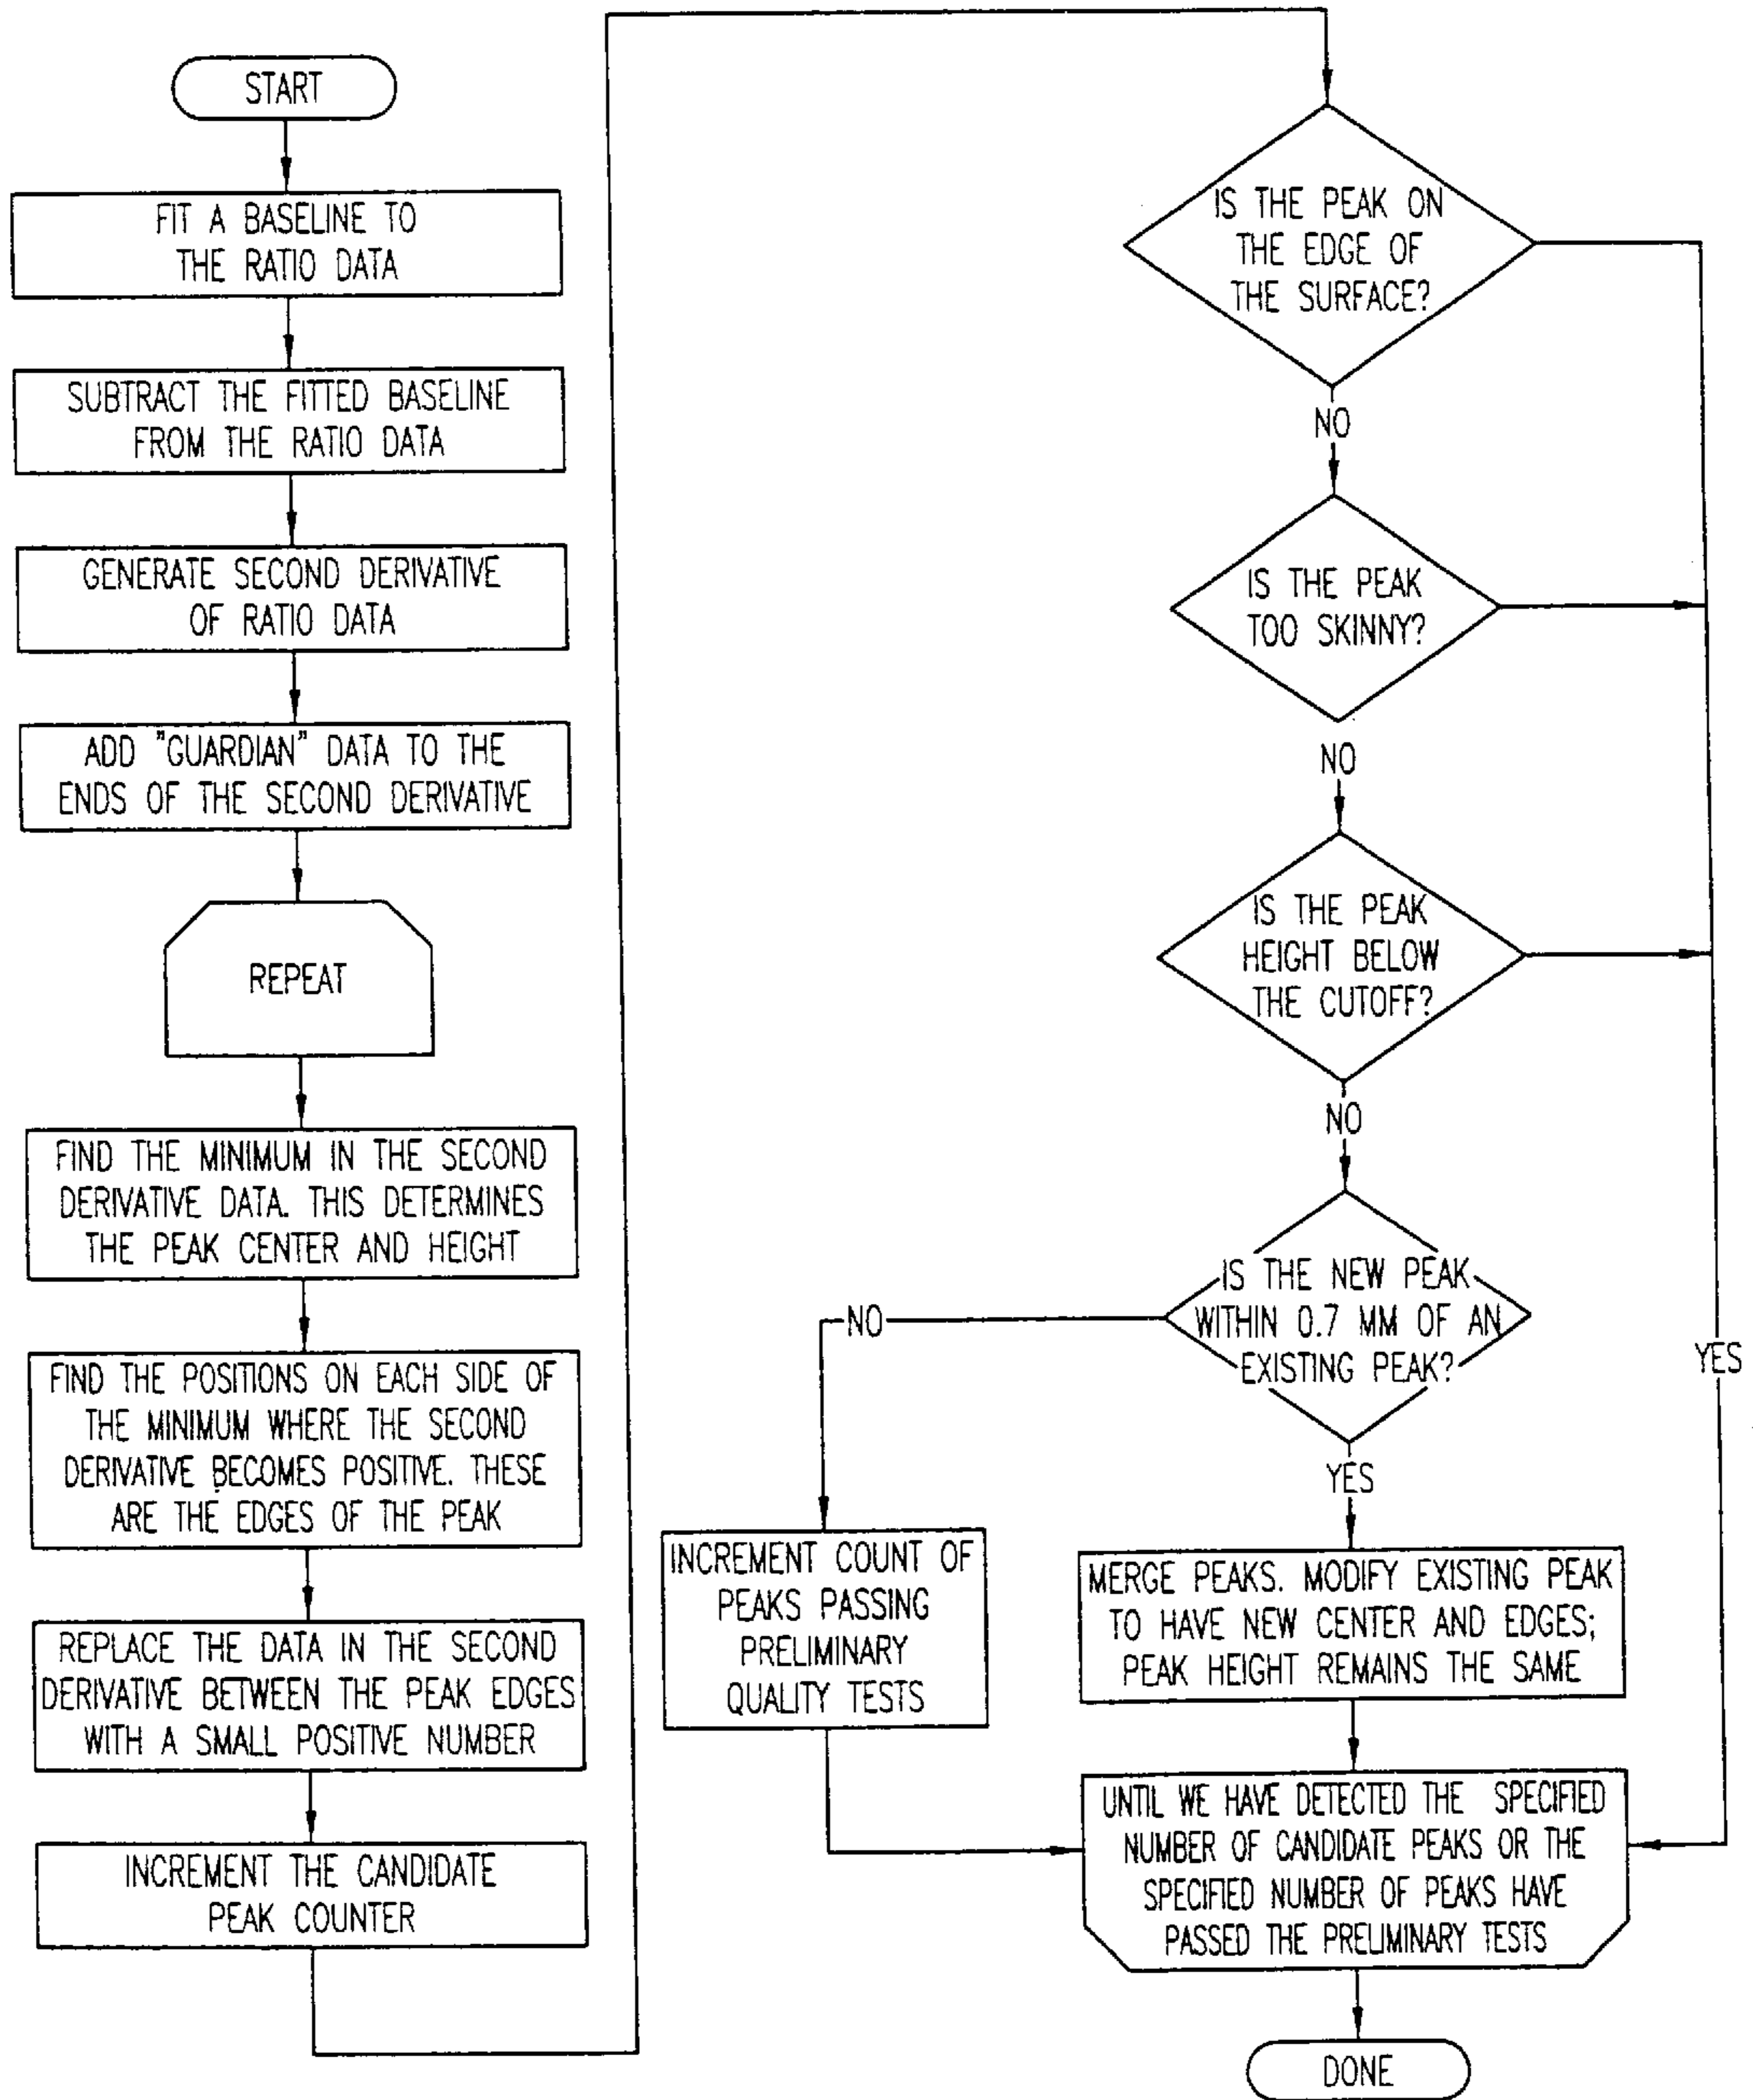 START
FIT A BASELINE TO
THE RATIO DATA
SUBTRACT THE FITTED BASELINE
FROM THE RATIO DATA
GENERATE SECOND DERIVATIVE
OF RATIO DATA
ADD "GUARDIAN" DATA TO THE
ENDS OF THE SECOND DERIVATIVE
REPEAT
FIND THE MINIMUM IN THE SECOND
DERIVATIVE DATA. THIS DETERMINES
THE PEAK CENTER AND HEIGHT
FIND THE POSITIONS ON EACH SIDE OF
THE MINIMUM WHERE THE SECOND
DERIVATIVE BECOMES POSITIVE. THESE
ARE THE EDGES OF THE PEAK
REPLACE THE DATA IN THE SECOND
DERIVATIVE BETWEEN THE PEAK EDGES
WITH A SMALL POSITIVE NUMBER
INCREMENT THE CANDIDATE
PEAK COUNTER
IS THE PEAK ON
THE EDGE OF
THE SURFACE?
NO
IS THE PEAK
TOO SKINNY?
NO
IS THE PEAK
HEIGHT BELOW
THE CUTOFF?
NO
IS THE NEW PEAK
WITHIN 0.7 MM OF AN
EXISTING PEAK?
NO
YES
YES
INCREMENT COUNT OF
PEAKS PASSING
PRELIMINARY
QUALITY TESTS
MERGE PEAKS. MODIFY EXISTING PEAK
TO HAVE NEW CENTER AND EDGES;
PEAK HEIGHT REMAINS THE SAME
UNTIL WE HAVE DETECTED THE SPECIFIED
NUMBER OF CANDIDATE PEAKS OR THE
SPECIFIED NUMBER OF PEAKS HAVE
PASSED THE PRELIMINARY TESTS
DONE